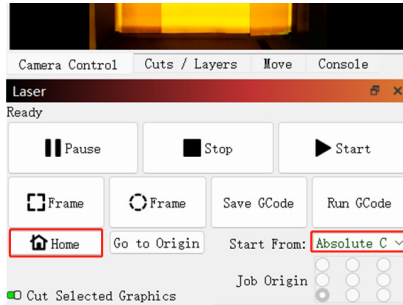 Camera Control Cuts / Layers Move Console
Laser
Ready
Pause Stop Start
Frame Frame Save GCode Run GCode
Home Go to Origin Start From: Absolute C
Job Origin
Cut Selected Graphics